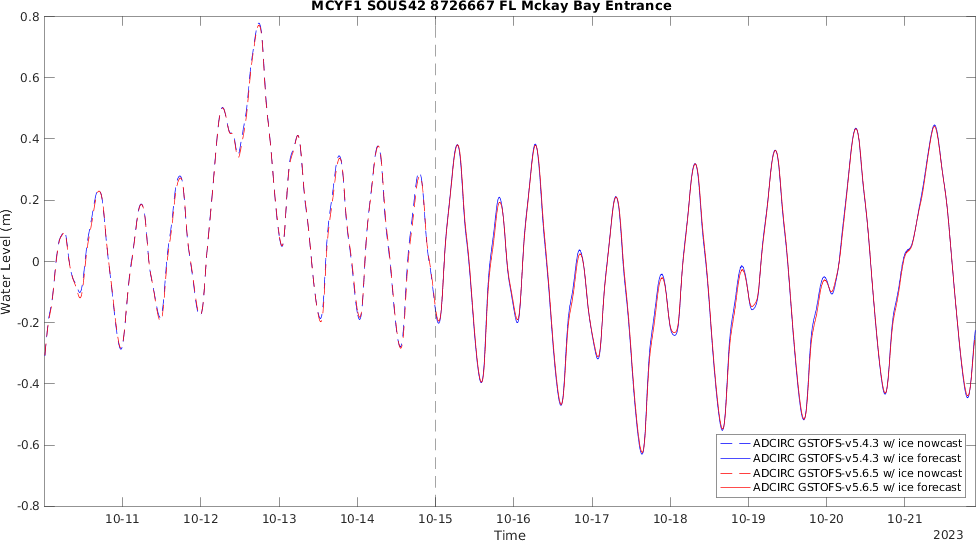 MCYF1 SOUS42 8726667 FL Mckay Bay Entrance
0.8
0.6
0.4
0.2
0
-0.2
-0.4
-0.6
-0.8
Water Level (m)
ADCIRC GSTOFS-v5.4.3 w/ ice nowcast
ADCIRC GSTOFS-v5.4.3 w/ ice forecast
ADCIRC GSTOFS-v5.6.5 w/ ice nowcast
ADCIRC GSTOFS-v5.6.5 w/ ice forecast
10-11 10-12 10-13 10-14 10-15 10-16 10-17 10-18 10-19 10-20 10-21
Time
2023